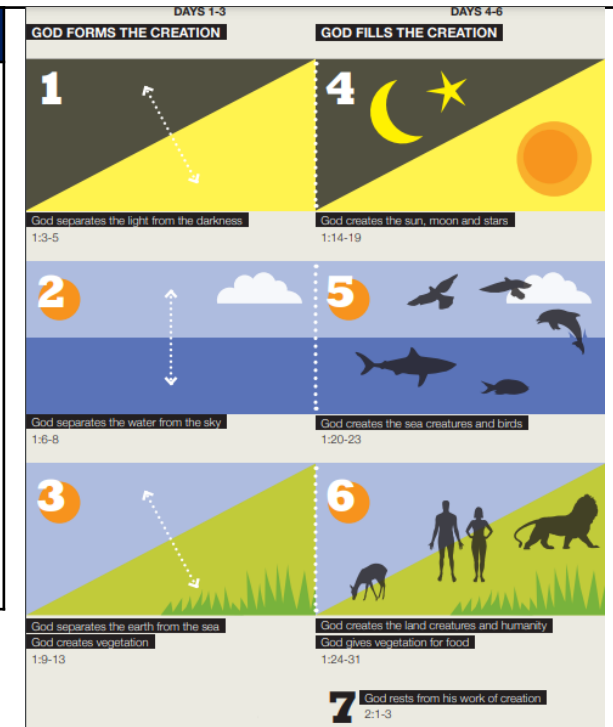 DAYS 1-3
GOD FORMS THE CREATION
DAYS 4-6
GOD FILLS THE CREATION
1
God separates the light from the darkness
1:3-5
4
God creates the sun, moon and stars
1:14-19
2
God separates the water from the sky
1:6-8
5
God creates the sea creatures and birds
1:20-23
3
God separates the earth from the sea
God creates vegetation
1:9-13
6
God creates the land creatures and humanity
God gives vegetation for food
1:24-31
7
God rests from his work of creation
2:1-3